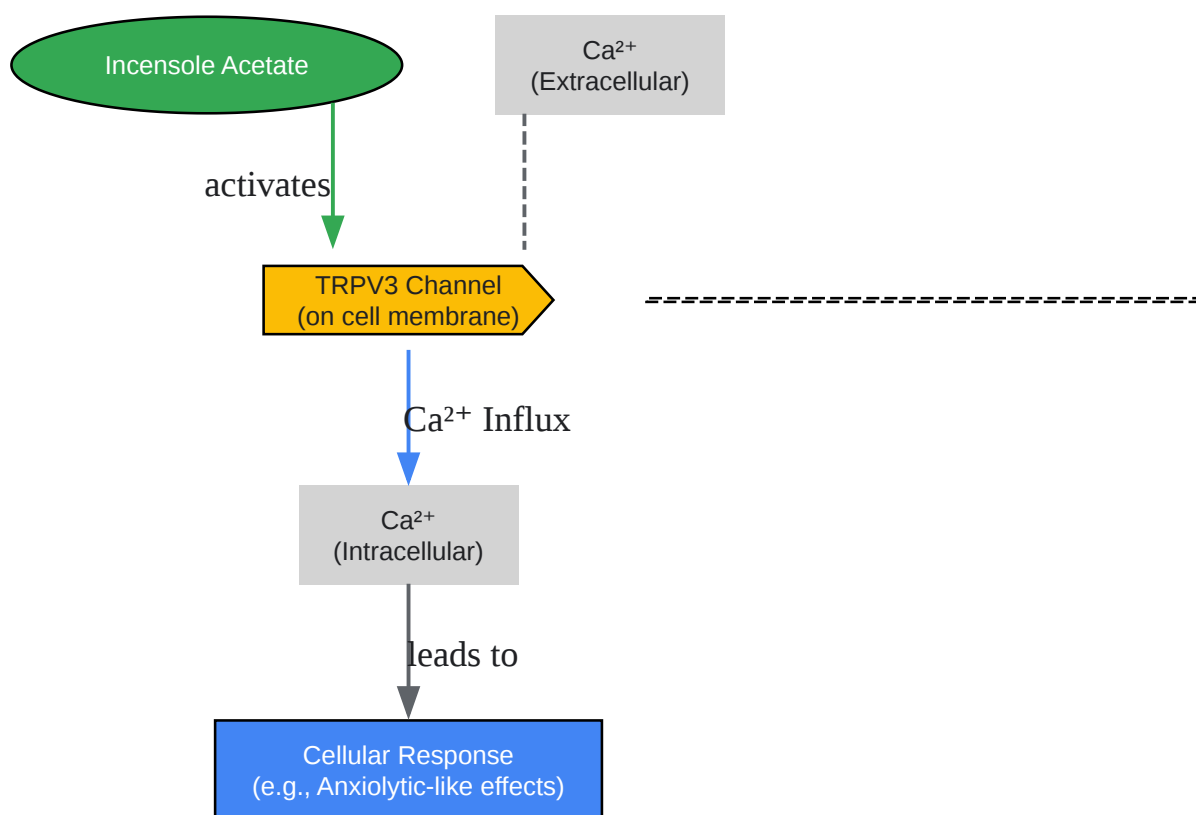 Incensole Acetate
Ca²⁺
(Extracellular)
activates
TRPV3 Channel
(on cell membrane)
Ca²⁺ Influx
Ca²⁺
(Intracellular)
leads to
Cellular Response
(e.g., Anxiolytic-like effects)